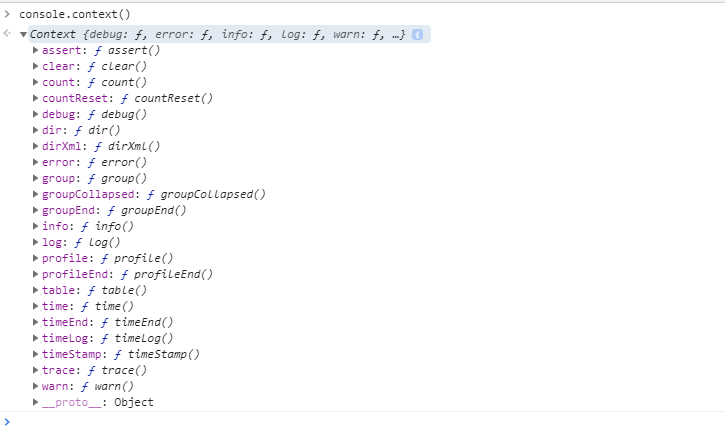 console.context()
Context {debug: ƒ, error: ƒ, info: ƒ, log: ƒ, warn: ƒ, …} i
assert: ƒ assert()
clear: ƒ clear()
count: ƒ count()
countReset: ƒ countReset()
debug: ƒ debug()
dir: ƒ dir()
dirXml: ƒ dirXml()
error: ƒ error()
group: ƒ group()
groupCollapsed: ƒ groupCollapsed()
groupEnd: ƒ groupEnd()
info: ƒ info()
log: ƒ log()
profile: ƒ profile()
profileEnd: ƒ profileEnd()
table: ƒ table()
time: ƒ time()
timeEnd: ƒ timeEnd()
timeLog: ƒ timeLog()
timeStamp: ƒ timeStamp()
trace: ƒ trace()
warn: ƒ warn()
__proto__: Object